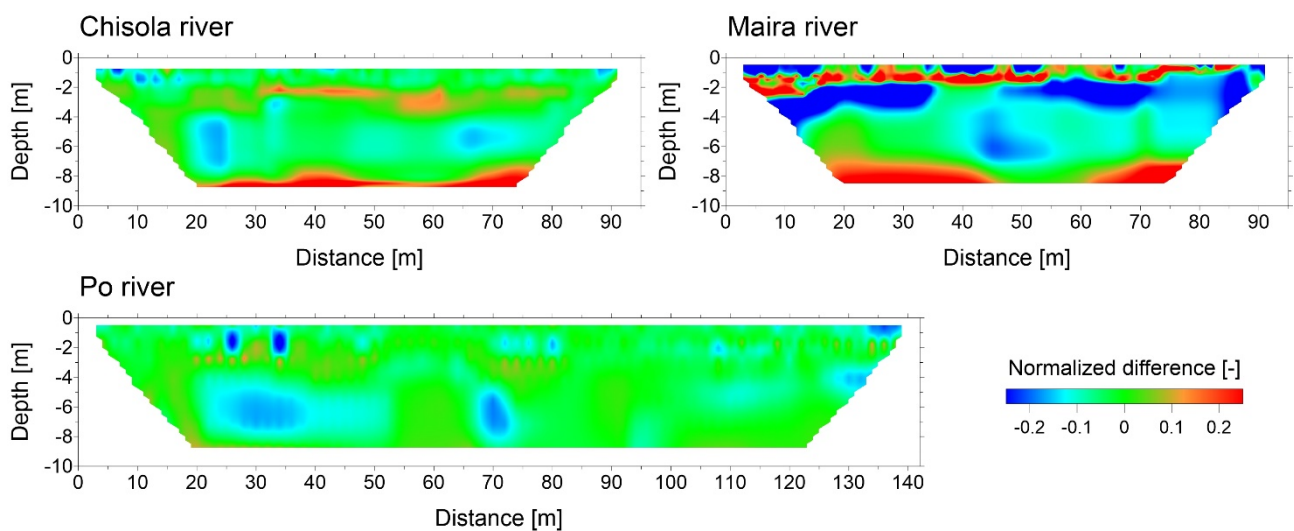 Chisola river
0
-2
-4
-6
-8
-10
Depth [m]
0 10 20 30 40 50 60 70 80 90
Distance [m]
Maira river
0
-2
-4
-6
-8
-10
Depth [m]
0 10 20 30 40 50 60 70 80 90
Distance [m]
Po river
0
-2
-4
-6
-8
-10
Depth [m]
0 10 20 30 40 50 60 70 80 90 100 110 120 130 140
Distance [m]
Normalized difference [-]
-0.2 -0.1 0 0.1 0.2